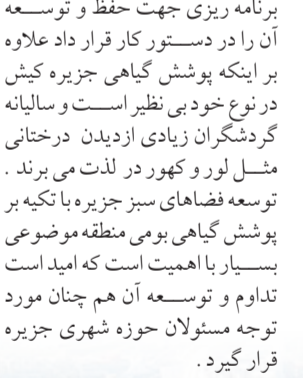 برنامه ریزی جهت حفظ و توسعه
آن را در دستور کار قرار داد علاوه
بر اینکه پوشش گیاهی جزیره کیش
در نوع خود بی نظیر است و سالیانه
گردشگران زیادی از دیدن درختانی
مثل لور و کهور در لذت می برند .
توسعه فضاهای سبز جزیره با تکیه بر
پوشش گیاهی بومی منطقه موضوعی
بسیار با اهمیت است که امید است
تداوم و توسعه آن هم چنان مورد
توجه مسئولان حوزه شهری جزیره
قرار گیرد .